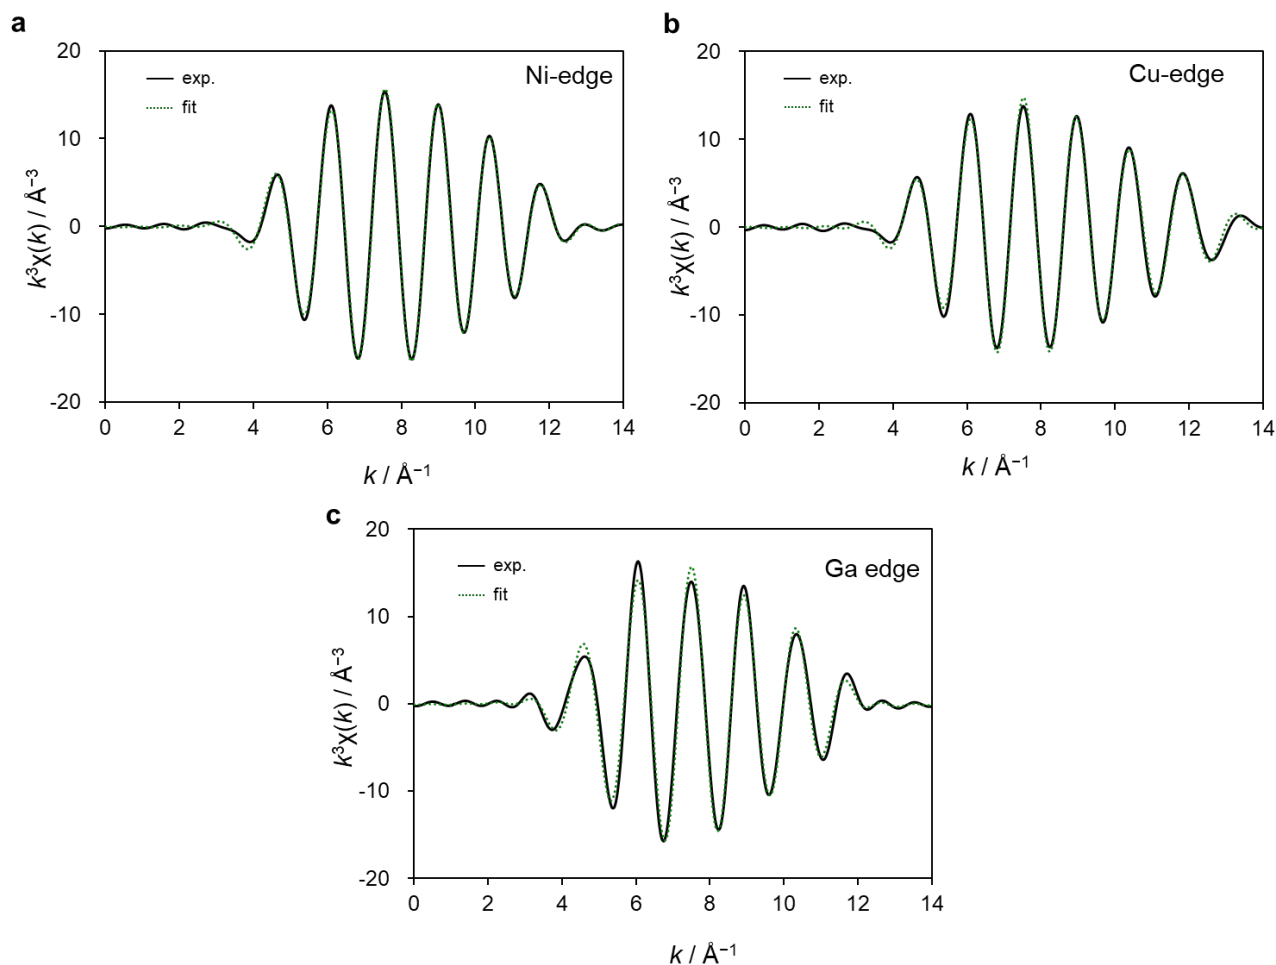 a
20
10
0
-10
-20
k³χ(k) / Å⁻³
exp.
fit
Ni-edge
0 2 4 6 8 10 12 14
k / Å⁻¹
b
20
10
0
-10
-20
k³χ(k) / Å⁻³
exp.
fit
Cu-edge
0 2 4 6 8 10 12 14
k / Å⁻¹
c
20
10
0
-10
-20
k³χ(k) / Å⁻³
exp.
fit
Ga edge
0 2 4 6 8 10 12 14
k / Å⁻¹